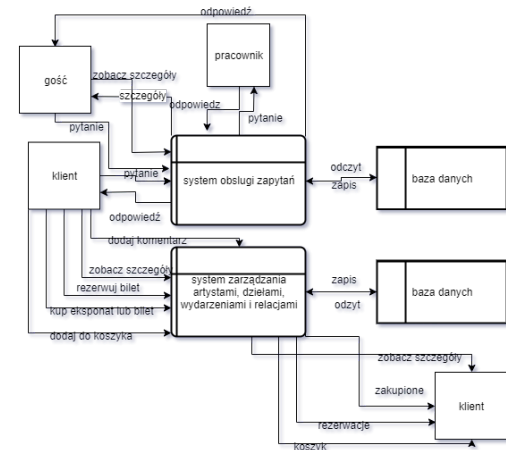 odpowiedź
gość
zobacz szczegóły
pracownik
szczegóły
odpowiedz
pytanie
pytanie
klient
pytanie
system obslugi zapytań
odczyt
zapis
baza danych
odpowiedź
dodaj komentarz
zobacz szczegóły
rezerwuj bilet
kup eksponat lub bilet
dodaj do koszyka
system zarządzania
artystami, dziełami,
wydarzeniami i relacjami
zapis
odzyt
baza danych
zobacz szczegóły
zakupione
klient
rezerwacje
koszyk